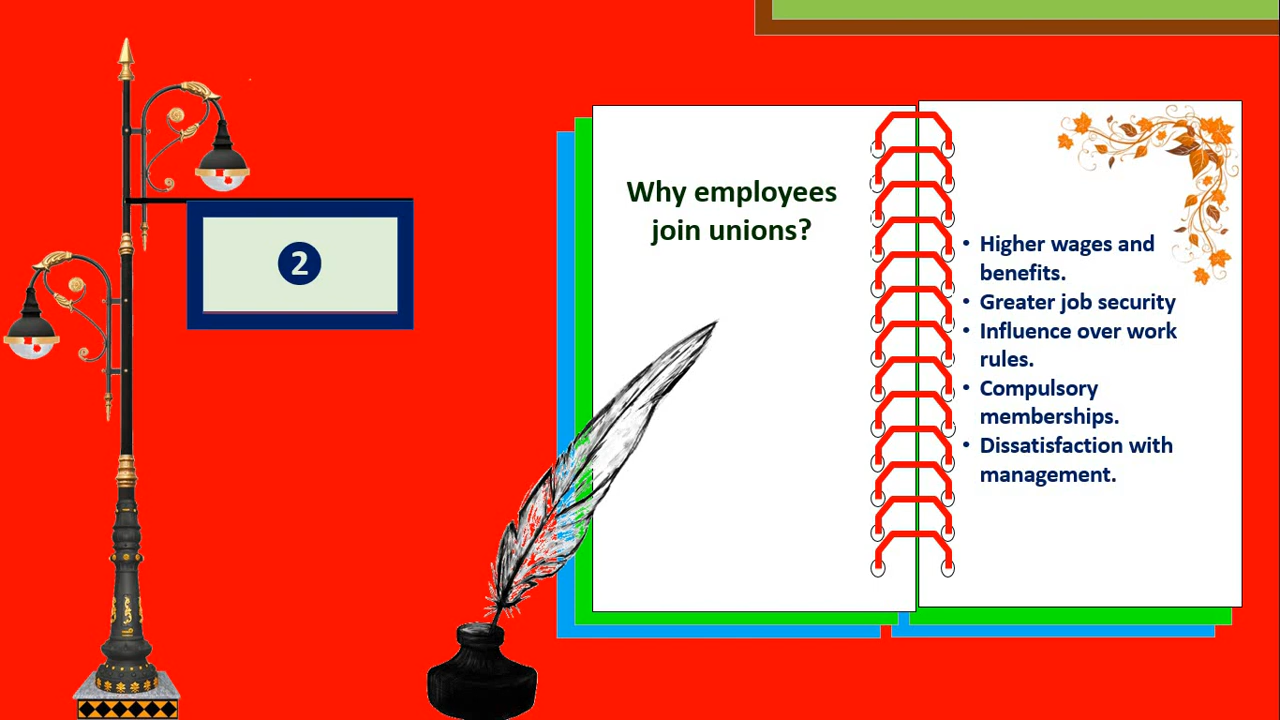 2
Why employees
join unions?
• Higher wages and
benefits.
• Greater job security
• Influence over work
rules.
• Compulsory
memberships.
• Dissatisfaction with
management.